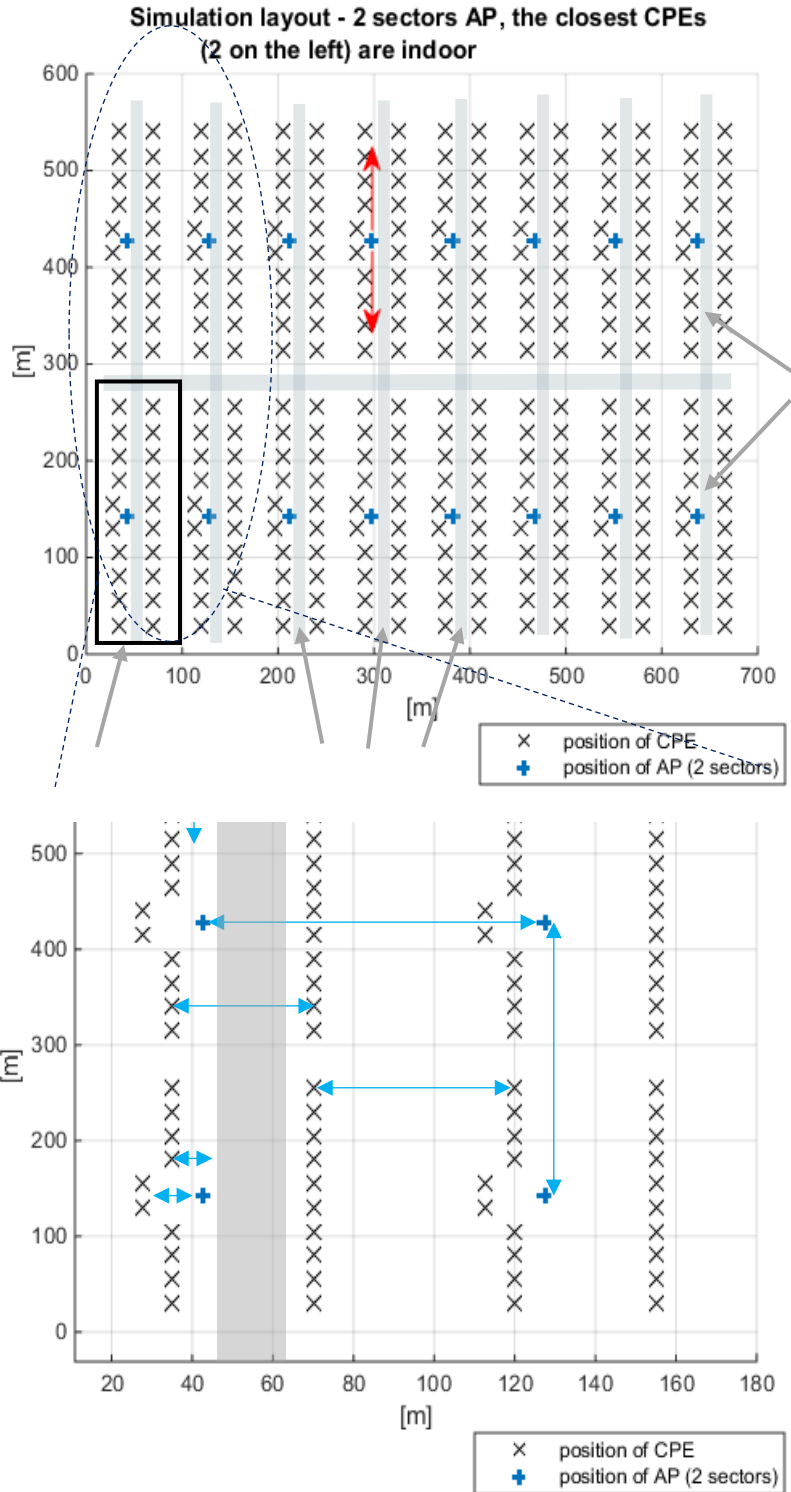 Simulation layout - 2 sectors AP, the closest CPEs
(2 on the left) are indoor
600
500
400
300
200
100
0
[m]
0 100 200 300 400 500 600 700
[m]
position of CPE
position of AP (2 sectors)
500
400
300
200
100
0
[m]
20 40 60 80 100 120 140 160 180
[m]
position of CPE
position of AP (2 sectors)